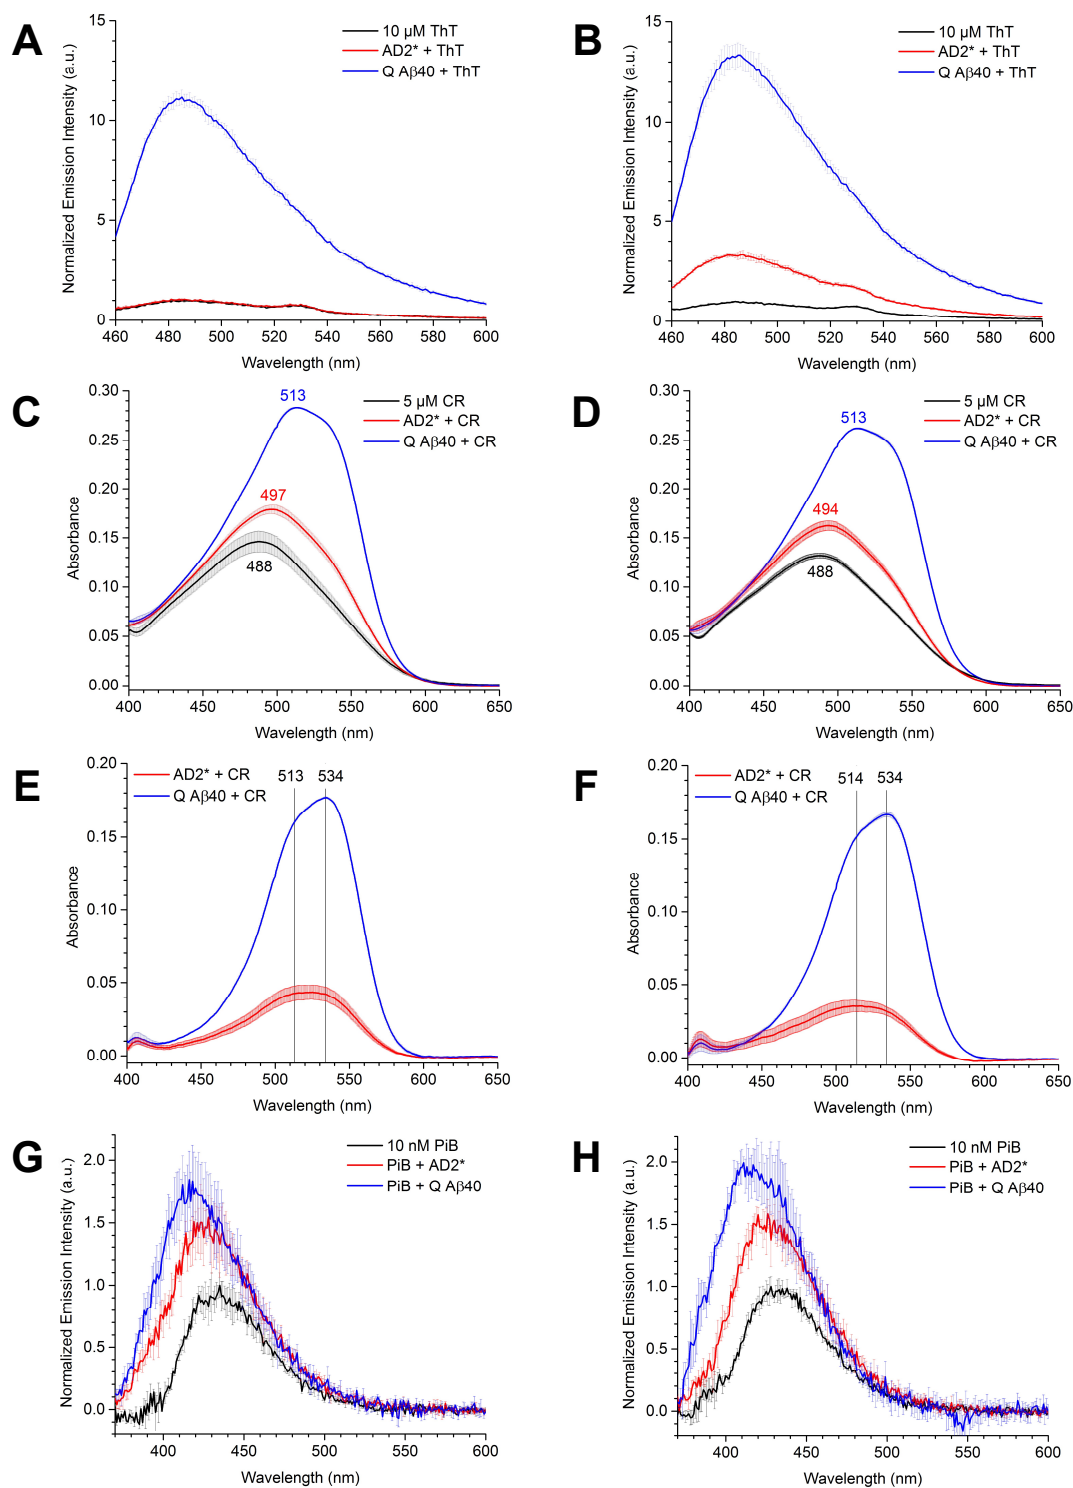 A
15
10
5
0
460
480
500
520
540
560
580
600
Normalized Emission Intensity (a.u.)
Wavelength (nm)
10 µM ThT
AD2* + ThT
Q Aβ40 + ThT
B
15
10
5
0
460
480
500
520
540
560
580
600
Normalized Emission Intensity (a.u.)
Wavelength (nm)
10 µM ThT
AD2* + ThT
Q Aβ40 + ThT
C
0.30
0.25
0.20
0.15
0.10
0.05
0.00
400
450
500
550
600
650
Absorbance
Wavelength (nm)
513
497
488
5 µM CR
AD2* + CR
Q Aβ40 + CR
D
0.30
0.25
0.20
0.15
0.10
0.05
0.00
400
450
500
550
600
650
Absorbance
Wavelength (nm)
513
494
488
5 µM CR
AD2* + CR
Q Aβ40 + CR
E
0.20
0.15
0.10
0.05
0.00
400
450
500
550
600
650
Absorbance
Wavelength (nm)
AD2* + CR
Q Aβ40 + CR
513
534
F
0.20
0.15
0.10
0.05
0.00
400
450
500
550
600
650
Absorbance
Wavelength (nm)
AD2* + CR
Q Aβ40 + CR
514
534
G
2.0
1.5
1.0
0.5
0.0
400
450
500
550
600
Normalized Emission Intensity (a.u.)
Wavelength (nm)
10 nM PiB
PiB + AD2*
PiB + Q Aβ40
H
2.0
1.5
1.0
0.5
0.0
400
450
500
550
600
Normalized Emission Intensity (a.u.)
Wavelength (nm)
10 nM PiB
PiB + AD2*
PiB + Q Aβ40